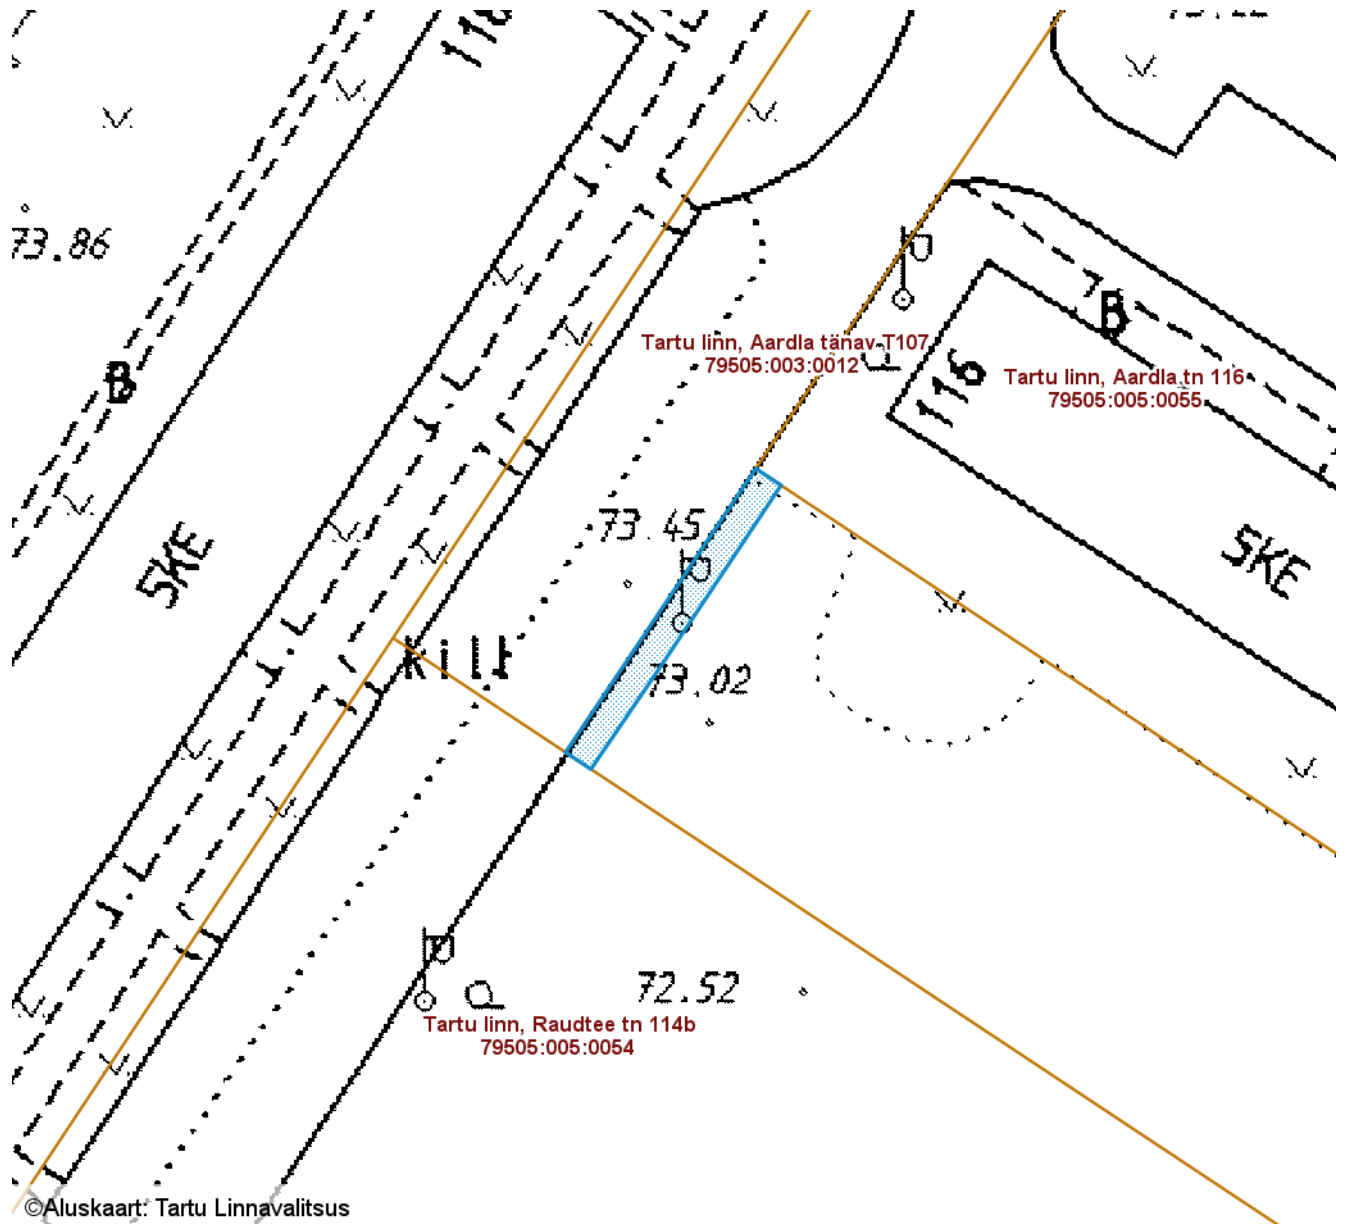 73.86
B
Tartu linn, Aardla tänav T107
79505:003:0012
B
116
Tartu linn, Aardla tn 116
79505:005:0055
73.45
5KE
5KE
kill
73.02
72.52
Tartu linn, Raudtee tn 114b
79505:005:0054
©Aluskaart: Tartu Linnavalitsus